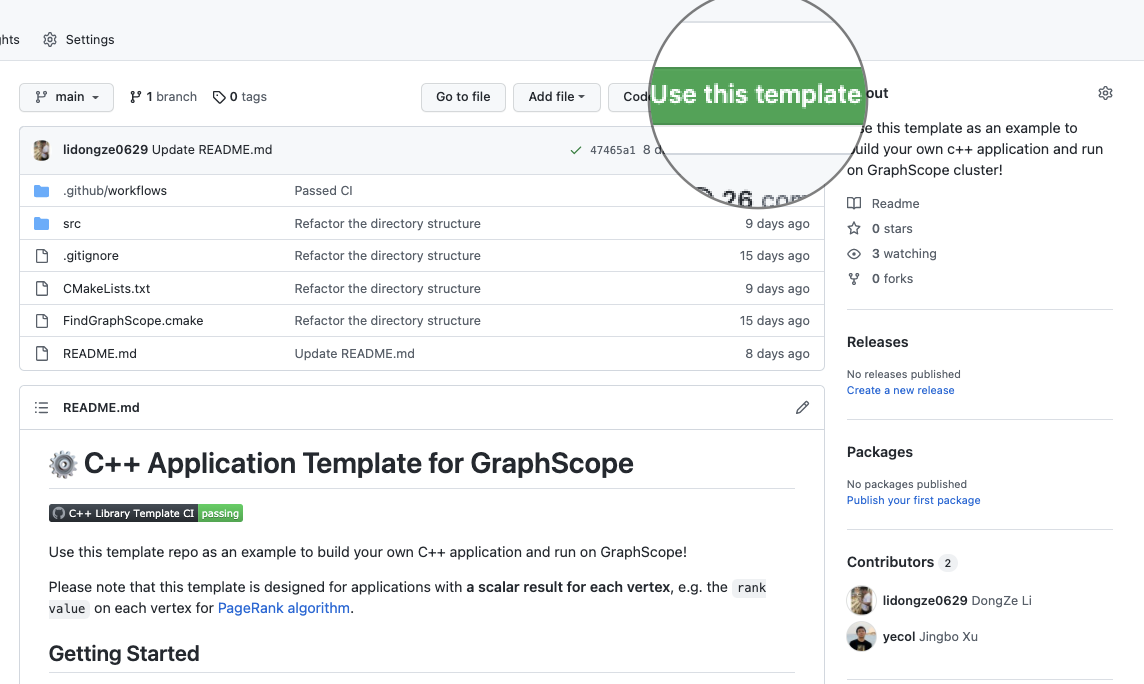 Settings
main
1 branch
0 tags
Go to file
Add file
Use this template
lidongze0629 Update README.md
47465a1
26
.github/workflows
Passed CI
src
Refactor the directory structure
9 days ago
.gitignore
Refactor the directory structure
15 days ago
CMakeLists.txt
Refactor the directory structure
9 days ago
FindGraphScope.cmake
Refactor the directory structure
15 days ago
README.md
Update README.md
8 days ago
README.md
C++ Application Template for GraphScope
C++ Library Template CI passing
Use this template repo as an example to build your own C++ application and run on GraphScope!
Please note that this template is designed for applications with a scalar result for each vertex, e.g. the rank
value on each vertex for PageRank algorithm.
Getting Started
this template as an example to
your own c++ application and run
on GraphScope cluster!
Readme
0 stars
3 watching
0 forks
Releases
No releases published
Create a new release
Packages
No packages published
Publish your first package
Contributors 2
lidongze0629 DongZe Li
yecol Jingbo Xu